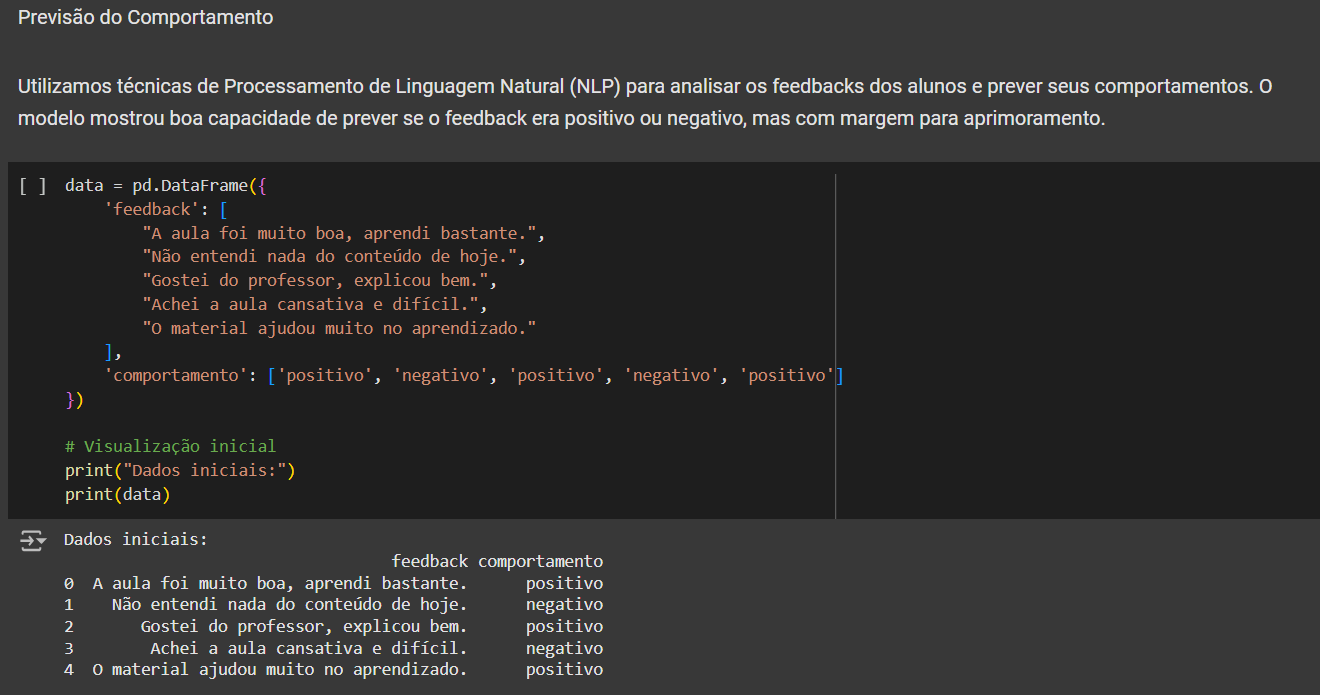 Previsão do Comportamento
Utilizamos técnicas de Processamento de Linguagem Natural (NLP) para analisar os feedbacks dos alunos e prever seus comportamentos. O
modelo mostrou boa capacidade de prever se o feedback era positivo ou negativo, mas com margem para aprimoramento.
[ ] data = pd.DataFrame({
    'feedback': [
        "A aula foi muito boa, aprendi bastante.",
        "Não entendi nada do conteúdo de hoje.",
        "Gostei do professor, explicou bem.",
        "Achei a aula cansativa e difícil.",
        "O material ajudou muito no aprendizado."
    ],
    'comportamento': ['positivo', 'negativo', 'positivo', 'negativo', 'positivo']
})
# Visualização inicial
print("Dados iniciais:")
print(data)
Dados iniciais:
                                  feedback comportamento
0  A aula foi muito boa, aprendi bastante.      positivo
1    Não entendi nada do conteúdo de hoje.      negativo
2       Gostei do professor, explicou bem.      positivo
3        Achei a aula cansativa e difícil.      negativo
4  O material ajudou muito no aprendizado.      positivo